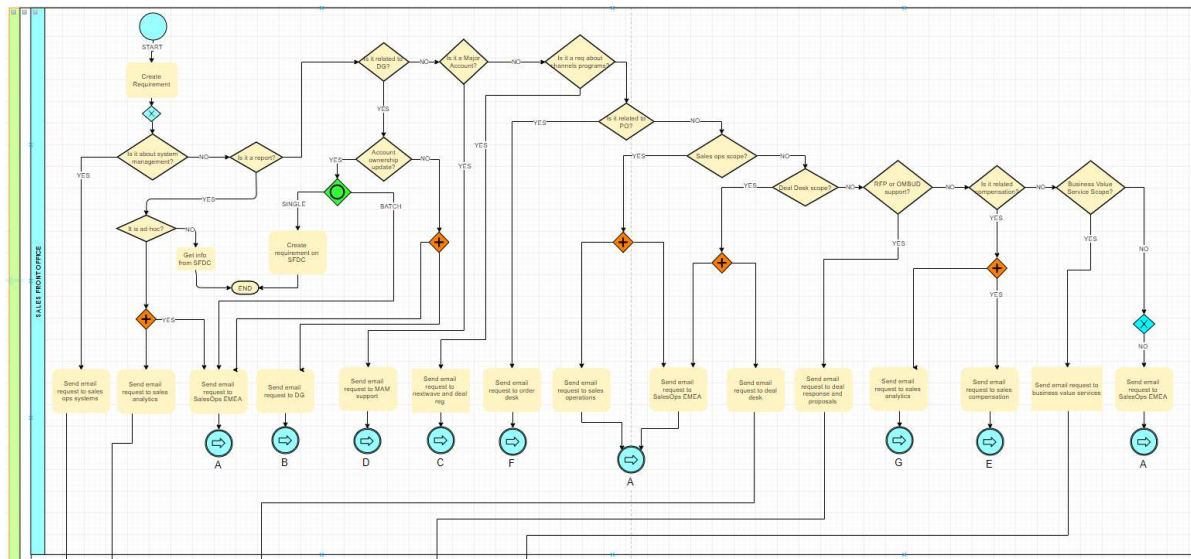 START
Create
Requirement
Is it about system
management?
NO
Is it a report?
YES
YES
It is ad-hoc?
NO
Get info
from SFDC
END
YES
Is it related to
DG?
NO
Is it a Major
Account?
NO
Is it a req about
channels programs?
YES
Account
ownership
update?
YES
NO
SINGLE
BATCH
Create
requirement on
SFDC
YES
Is it related to
PO?
YES
NO
Sales ops scope?
YES
NO
Deal Desk scope?
YES
NO
RFP or OMBUD
support?
NO
YES
Is it related
compensation?
NO
YES
YES
Business Value
Service Scope?
YES
NO
NO
SALES FRONT OFFICE
Send email
request to sales
ops systems
Send email
request to sales
analytics
Send email
request to
SalesOps EMEA
Send email
request to DG
Send email
request to MAM
support
Send email
request to
nextwave and deal
reg
Send email
request to order
desk
Send email
request to sales
operations
Send email
request to
SalesOps EMEA
Send email
request to deal
desk
Send email
request to deal
response and
proposals
Send email
request to sales
analytics
Send email
request to sales
compensation
Send email request to
business value services
Send email
request to
SalesOps EMEA
A
B
D
C
F
A
G
E
A